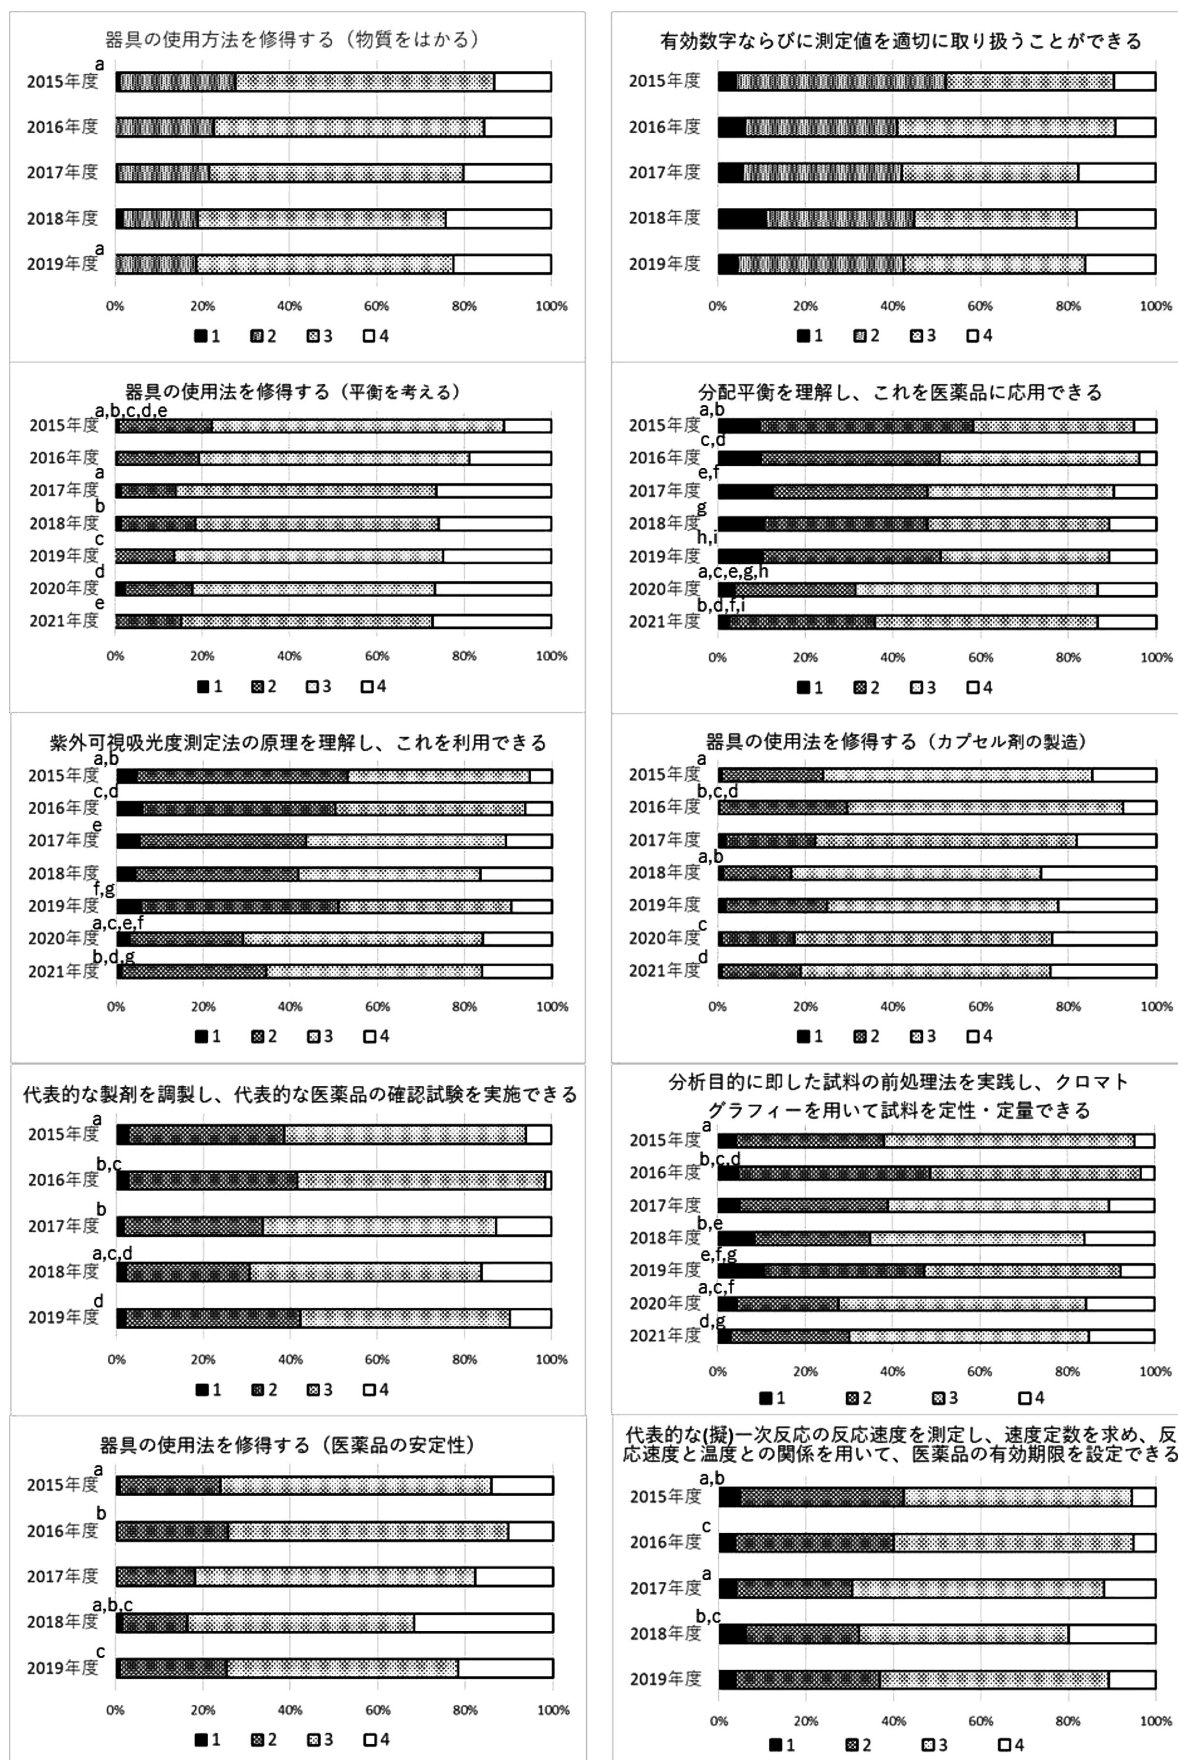 器具の使用方法を修得する（物質をはかる）
a
2015年度
2016年度
2017年度
2018年度
a
2019年度
0% 20% 40% 60% 80% 100%
1 2 3 4
有効数字ならびに測定値を適切に取り扱うことができる
2015年度
2016年度
2017年度
2018年度
2019年度
0% 20% 40% 60% 80% 100%
1 2 3 4
器具の使用法を修得する（平衡を考える）
a,b,c,d,e
2015年度
2016年度
a
2017年度
b
2018年度
c
2019年度
d
2020年度
e
2021年度
0% 20% 40% 60% 80% 100%
1 2 3 4
分配平衡を理解し、これを医薬品に応用できる
a,b
2015年度
c,d
2016年度
e,f
2017年度
g
2018年度
h,i
2019年度
a,c,e,g,h
2020年度
b,d,f,i
2021年度
0% 20% 40% 60% 80% 100%
1 2 3 4
紫外可視吸光度測定法の原理を理解し、これを利用できる
a,b
2015年度
c,d
2016年度
e
2017年度
2018年度
f,g
2019年度
a,c,e,f
2020年度
b,d,g
2021年度
0% 20% 40% 60% 80% 100%
1 2 3 4
器具の使用法を修得する（カプセル剤の製造）
a
2015年度
b,c,d
2016年度
2017年度
a,b
2018年度
2019年度
c
2020年度
d
2021年度
0% 20% 40% 60% 80% 100%
1 2 3 4
代表的な製剤を調製し、代表的な医薬品の確認試験を実施できる
a
2015年度
b,c
2016年度
b
2017年度
a,c,d
2018年度
d
2019年度
0% 20% 40% 60% 80% 100%
1 2 3 4
分析目的に即した試料の前処理法を実践し、クロマト
グラフィーを用いて試料を定性・定量できる
a
2015年度
b,c,d
2016年度
2017年度
b,e
2018年度
e,f,g
2019年度
a,c,f
2020年度
d,g
2021年度
0% 20% 40% 60% 80% 100%
1 2 3 4
器具の使用法を修得する（医薬品の安定性）
a
2015年度
b
2016年度
2017年度
a,b,c
2018年度
c
2019年度
0% 20% 40% 60% 80% 100%
1 2 3 4
代表的な(擬)一次反応の反応速度を測定し、速度定数を求め、反
応速度と温度との関係を用いて、医薬品の有効期限を設定できる
a,b
2015年度
c
2016年度
a
2017年度
b,c
2018年度
2019年度
0% 20% 40% 60% 80% 100%
1 2 3 4